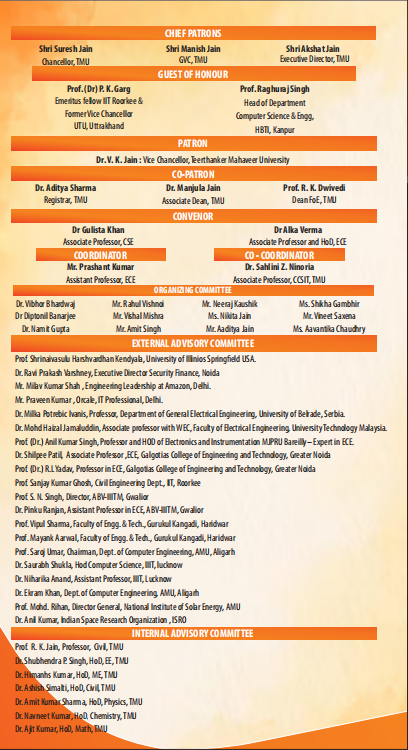 CHIEF PATRONS
Shri Suresh Jain Shri Manish Jain Shri Akshat Jain
Chancellor, TMU GVC, TMU Executive Director, TMU
GUEST OF HONOUR
Prof. (Dr) P. K. Garg Prof. Raghuraj Singh
Emeritus fellow IIT Roorkee & Head of Department
Former Vice Chancellor Computer Science & Engg,
UTU, Uttrakhand HBTI, Kanpur
PATRON
Dr. V. K. Jain : Vice Chancellor, Teerthanker Mahaveer University
CO-PATRON
Dr. Aditya Sharma Dr. Manjula Jain Prof. R. K. Dwivedi
Registrar, TMU Associate Dean, TMU Dean FoE, TMU
CONVENOR
Dr Gulista Khan Dr Alka Verma
Associate Professor, CSE Associate Professor and HoD, ECE
COORDINATOR CO - COORDINATOR
Mr. Prashant Kumar Dr. Sahlini Z. Ninoria
Assistant Professor, ECE Associate Professor, CCSIT, TMU
ORGANIZING COMMITTEE
Dr. Vibhor Bhardwaj Mr. Rahul Vishnoi Mr. Neeraj Kaushik Ms. Shikha Gambhir
Dr Diptonil Banarjee Mr. Vishal Mishra Ms. Nikita Jain Mr. Vineet Saxena
Dr. Namit Gupta Mr. Amit Singh Mr. Aaditya Jain Ms. Aavantika Chaudhry
EXTERNAL ADVISORY COMMITTEE
Prof. Shrinaivasulu Harshvardhan Kendyala, University of Illinios Springfield USA.
Dr. Ravi Prakash Varshney, Executive Director Security Finance, Noida
Mr. Milav Kumar Shah , Engineering Leadership at Amazon, Delhi.
Mr. Praveen Kumar , Orcale, IT Professional, Delhi.
Dr. Milka Potrebic Ivanis, Professor, Department of General Electrical Engineering, University of Belrade, Serbia.
Dr. Mohd Haizal Jamaluddin, Associate professor with WEC, Faculty of Electrical Engineering, University Technology Malaysia.
Prof (Dr.) Anil Kumar Singh, Professor and HOD of Electronics and Instrumentation MJPRU Bareilly – Expert in ECE.
Dr. Shilpee Patil, Associate Professor ,ECE, Galgotias College of Engineering and Technology, Greater Noida
Prof (Dr.) R.L Yadav, Professor in ECE, Galgotias College of Engineering and Technology, Greater Noida
Prof Sanjay Kumar Ghosh, Civil Engineering Dept., IIT, Roorkee
Prof S. N. Singh, Director, ABV-IIITM, Gwalior
Dr. Pinku Ranjan, Assistant Professor in ECE, ABV-IIITM, Gwalior
Prof. Vipul Sharma, Faculty of Engg. & Tech., Gurukul Kangadi, Haridwar
Prof. Mayank Aarwal, Faculty of Engg. & Tech., Gurukul Kangadi, Haridwar
Prof. Saroj Umar, Chairman, Dept. of Computer Engineering, AMU, Aligarh
Dr. Saurabh Shukla, Hod Computer Science, IIIT, lucknow
Dr. Niharika Anand, Assistant Professor, IIIT, Lucknow
Dr. Ekram Khan, Dept. of Computer Engineering, AMU, Aligarh
Prof. Mohd. Rihan, Director General, National Institute of Solar Energy, AMU
Dr. Anil Kumar, Indian Space Research Organization , ISRO
INTERNAL ADVISORY COMMITTEE
Prof. R. K. Jain, Professor, Civil, TMU
Dr. Shubhendra P. Singh, HoD, EE, TMU
Dr. Himanhs Kumar, HoD, ME, TMU
Dr. Ashish Simalti, HoD, Civil, TMU
Dr. Amit Kumar Sharma, HoD, Physics, TMU
Dr. Navneet Kumar, HoD. Chemistry, TMU
Dr. Ajit Kumar, HoD, Math, TMU